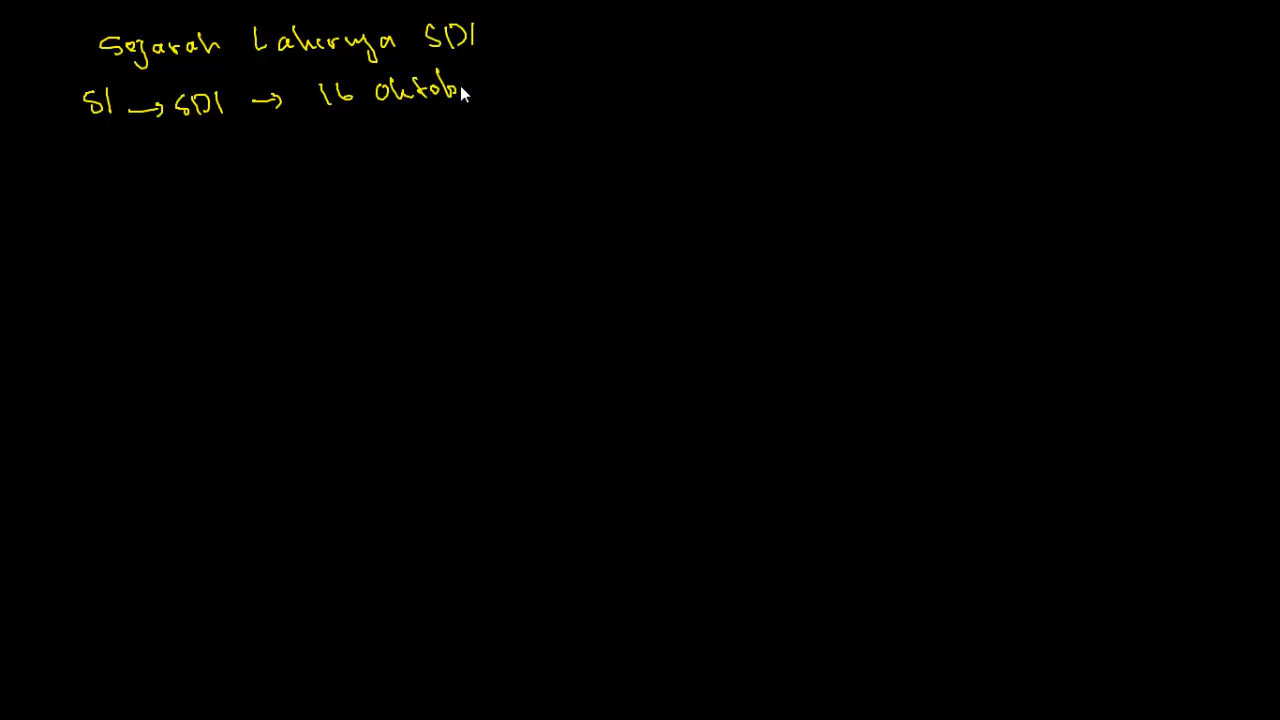 Sejarah Lahirnya SDI
SI → SDI → 16 Oktob